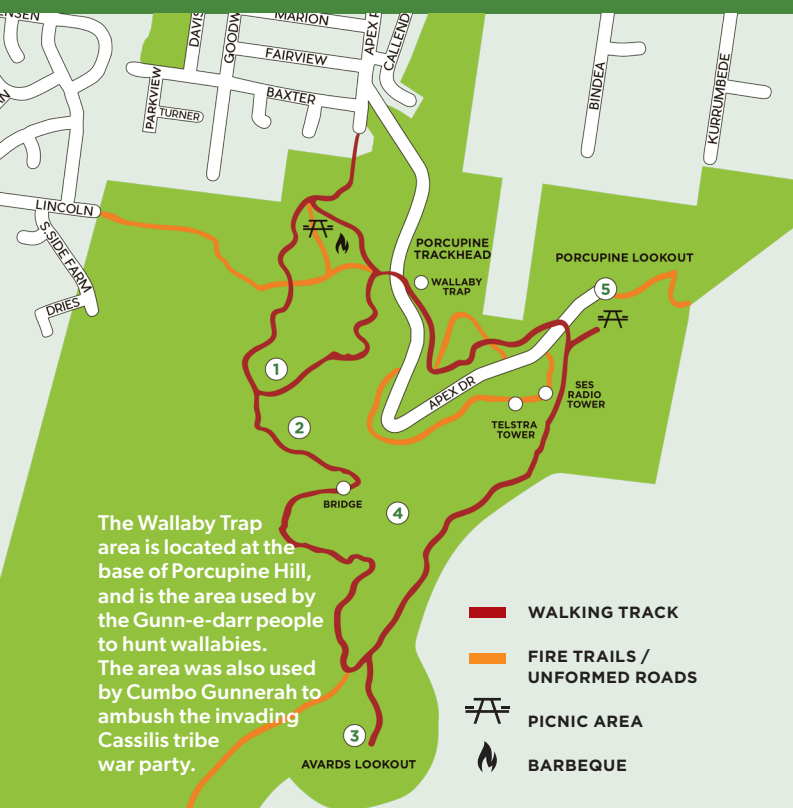 MARION
FAIRVIEW
BAXTER
PARKVIEW
TURNER
LINCOLN
S.SIDE FARM
DRIES
BINDEA
KURRUMBEDE
PORCUPINE
TRACKHEAD
WALLABY
TRAP
PORCUPINE LOOKOUT
5
1
2
APEX DR
SES
RADIO
TOWER
TELSTRA
TOWER
BRIDGE
4
The Wallaby Trap
area is located at the
base of Porcupine Hill,
and is the area used by
the Gunn-e-darr people
to hunt wallabies.
The area was also used
by Cumbo Gunnerah to
ambush the invading
Cassilis tribe
war party.
3
AVARDS LOOKOUT
WALKING TRACK
FIRE TRAILS /
UNFORMED ROADS
PICNIC AREA
BARBEQUE